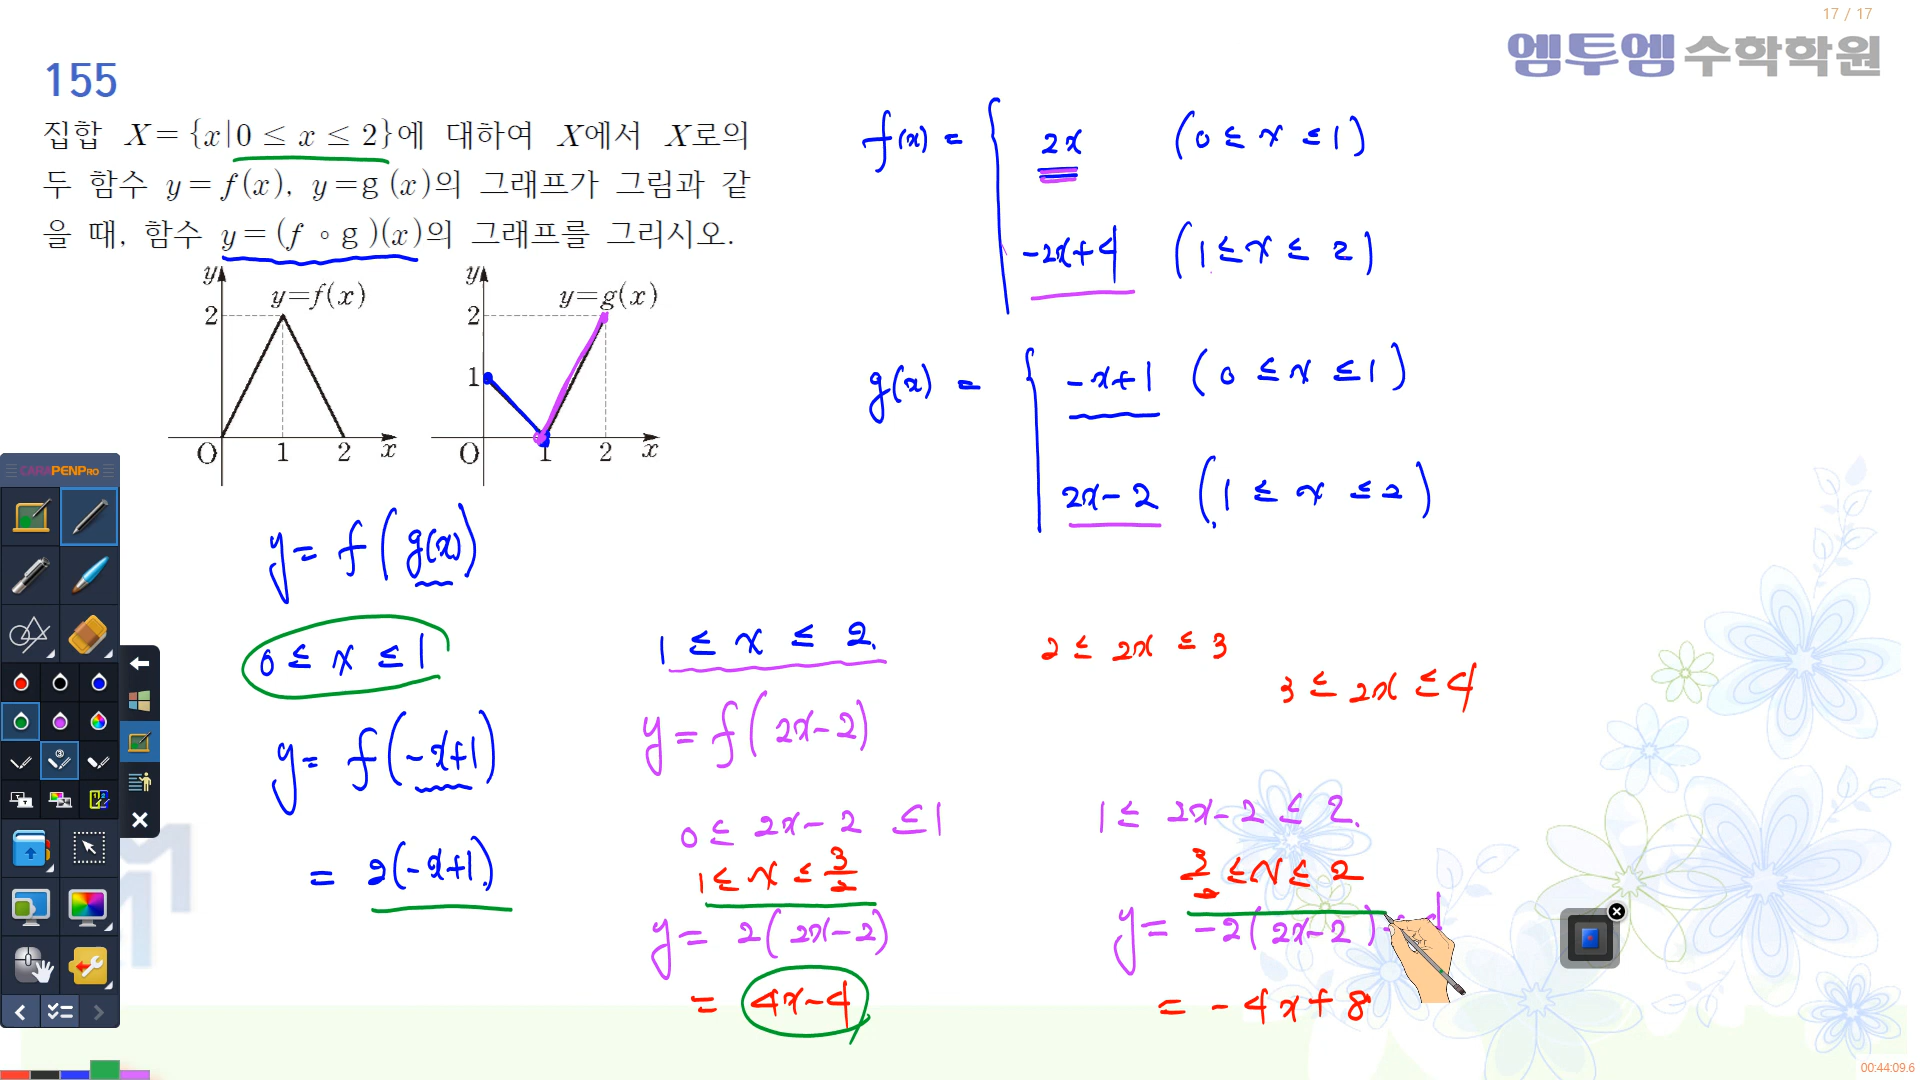 17 / 17
엠투엠 수학학원
155
집합 X = {x | 0 ≤ x ≤ 2}에 대하여 X에서 X로의
두 함수 y = f(x), y = g(x)의 그래프가 그림과 같
을 때, 함수 y = (f ∘ g)(x)의 그래프를 그리시오.
y 2 y=f(x) O 1 2 x
y 2 1 y=g(x) O 1 2 x
f(x) = { 2x (0 ≤ x ≤ 1)
-2x+4 (1 ≤ x ≤ 2)
g(x) = { -x+1 (0 ≤ x ≤ 1)
2x-2 (1 ≤ x ≤ 2)
y = f(g(x))
0 ≤ x ≤ 1
y = f(-x+1)
= 2(-x+1)
1 ≤ x ≤ 2.
y = f(2x-2)
0 ≤ 2x-2 ≤ 1
1 ≤ x ≤ 3/2
y = 2(2x-2)
= 4x-4
2 ≤ 2x ≤ 3
3 ≤ 2x ≤ 4
1 ≤ 2x-2 ≤ 2.
3/2 ≤ x ≤ 2
y = -2(2x-2)
= -4x+8
CARAPENPRO
00:44:09.6